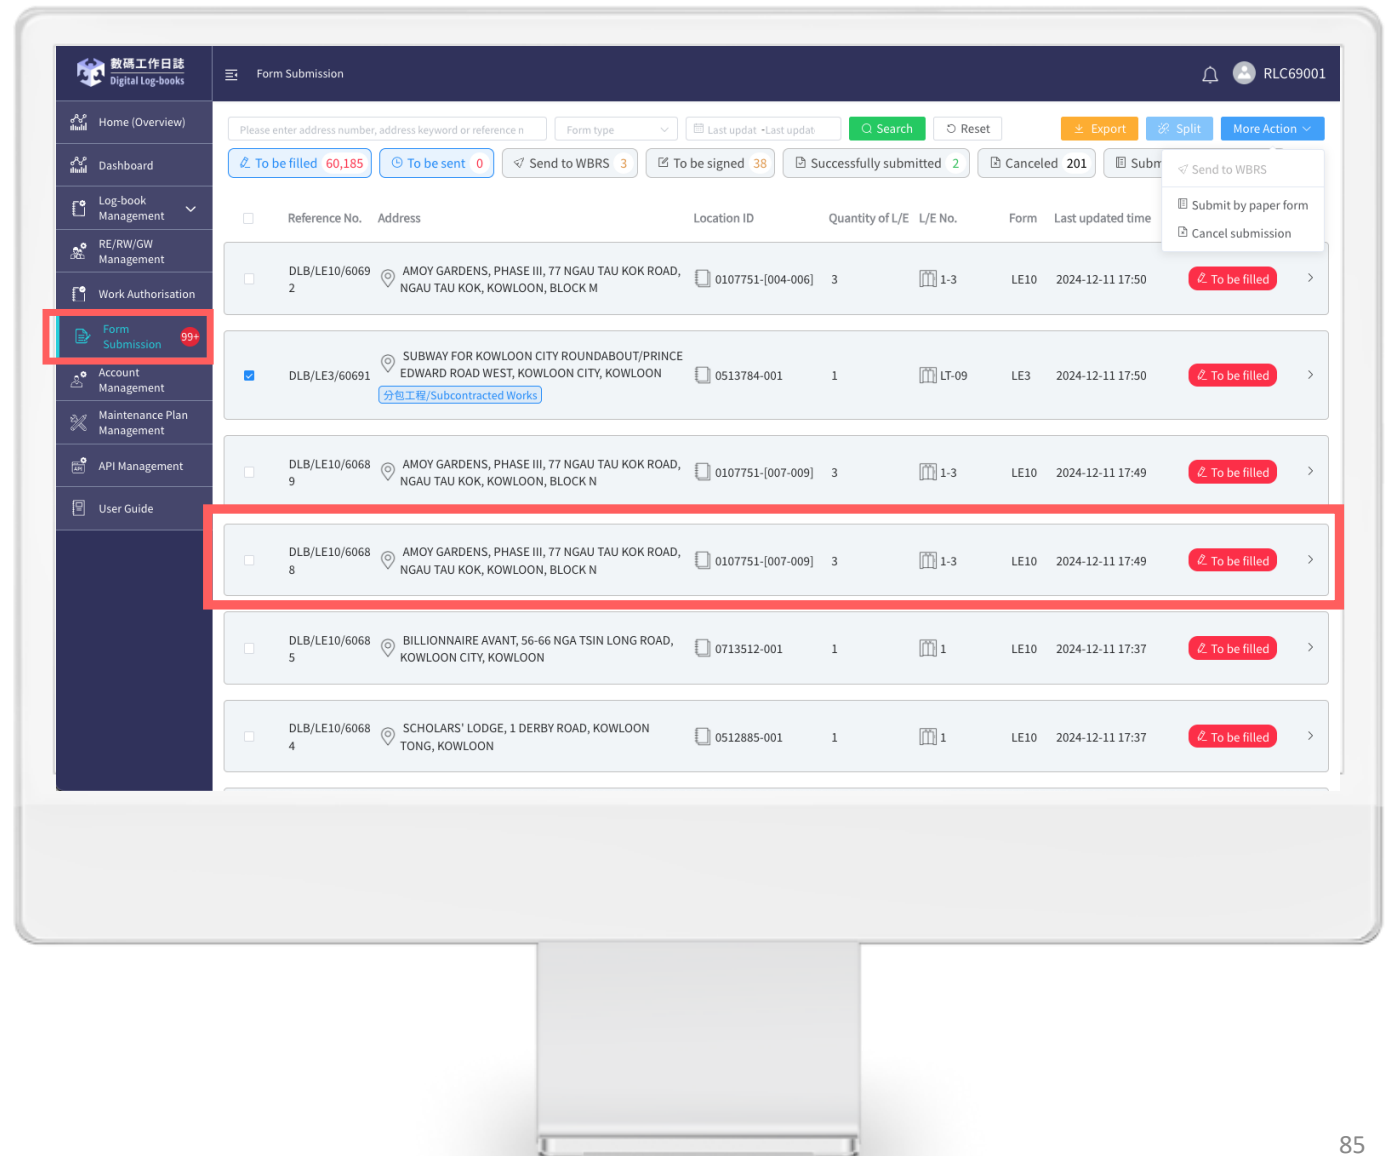 數碼工作日誌
Digital Log-books
Form Submission
RLC69001
Home (Overview)
Dashboard
Log-book
Management
RE/RW/GW
Management
Work Authorisation
Form
Submission
99+
Account
Management
Maintenance Plan
Management
API Management
User Guide
Please enter address number, address keyword or reference n
Form type
Last updat - Last updat
Search
Reset
Export
Split
More Action
To be filled 60,185
To be sent 0
Send to WBRS 3
To be signed 38
Successfully submitted 2
Canceled 201
Subm
Send to WBRS
Submit by paper form
Cancel submission
Reference No. Address Location ID Quantity of L/E L/E No. Form Last updated time
DLB/LE10/6069
2
AMOY GARDENS, PHASE III, 77 NGAU TAU KOK ROAD,
NGAU TAU KOK, KOWLOON, BLOCK M
0107751-[004-006] 3 1-3 LE10 2024-12-11 17:50 To be filled
DLB/LE3/60691
SUBWAY FOR KOWLOON CITY ROUNDABOUT/PRINCE
EDWARD ROAD WEST, KOWLOON CITY, KOWLOON
分包工程/Subcontracted Works
0513784-001 1 LT-09 LE3 2024-12-11 17:50 To be filled
DLB/LE10/6068
9
AMOY GARDENS, PHASE III, 77 NGAU TAU KOK ROAD,
NGAU TAU KOK, KOWLOON, BLOCK N
0107751-[007-009] 3 1-3 LE10 2024-12-11 17:49 To be filled
DLB/LE10/6068
8
AMOY GARDENS, PHASE III, 77 NGAU TAU KOK ROAD,
NGAU TAU KOK, KOWLOON, BLOCK N
0107751-[007-009] 3 1-3 LE10 2024-12-11 17:49 To be filled
DLB/LE10/6068
5
BILLIONNAIRE AVANT, 56-66 NGA TSIN LONG ROAD,
KOWLOON CITY, KOWLOON
0713512-001 1 1 LE10 2024-12-11 17:37 To be filled
DLB/LE10/6068
4
SCHOLARS' LODGE, 1 DERBY ROAD, KOWLOON
TONG, KOWLOON
0512885-001 1 1 LE10 2024-12-11 17:37 To be filled
85